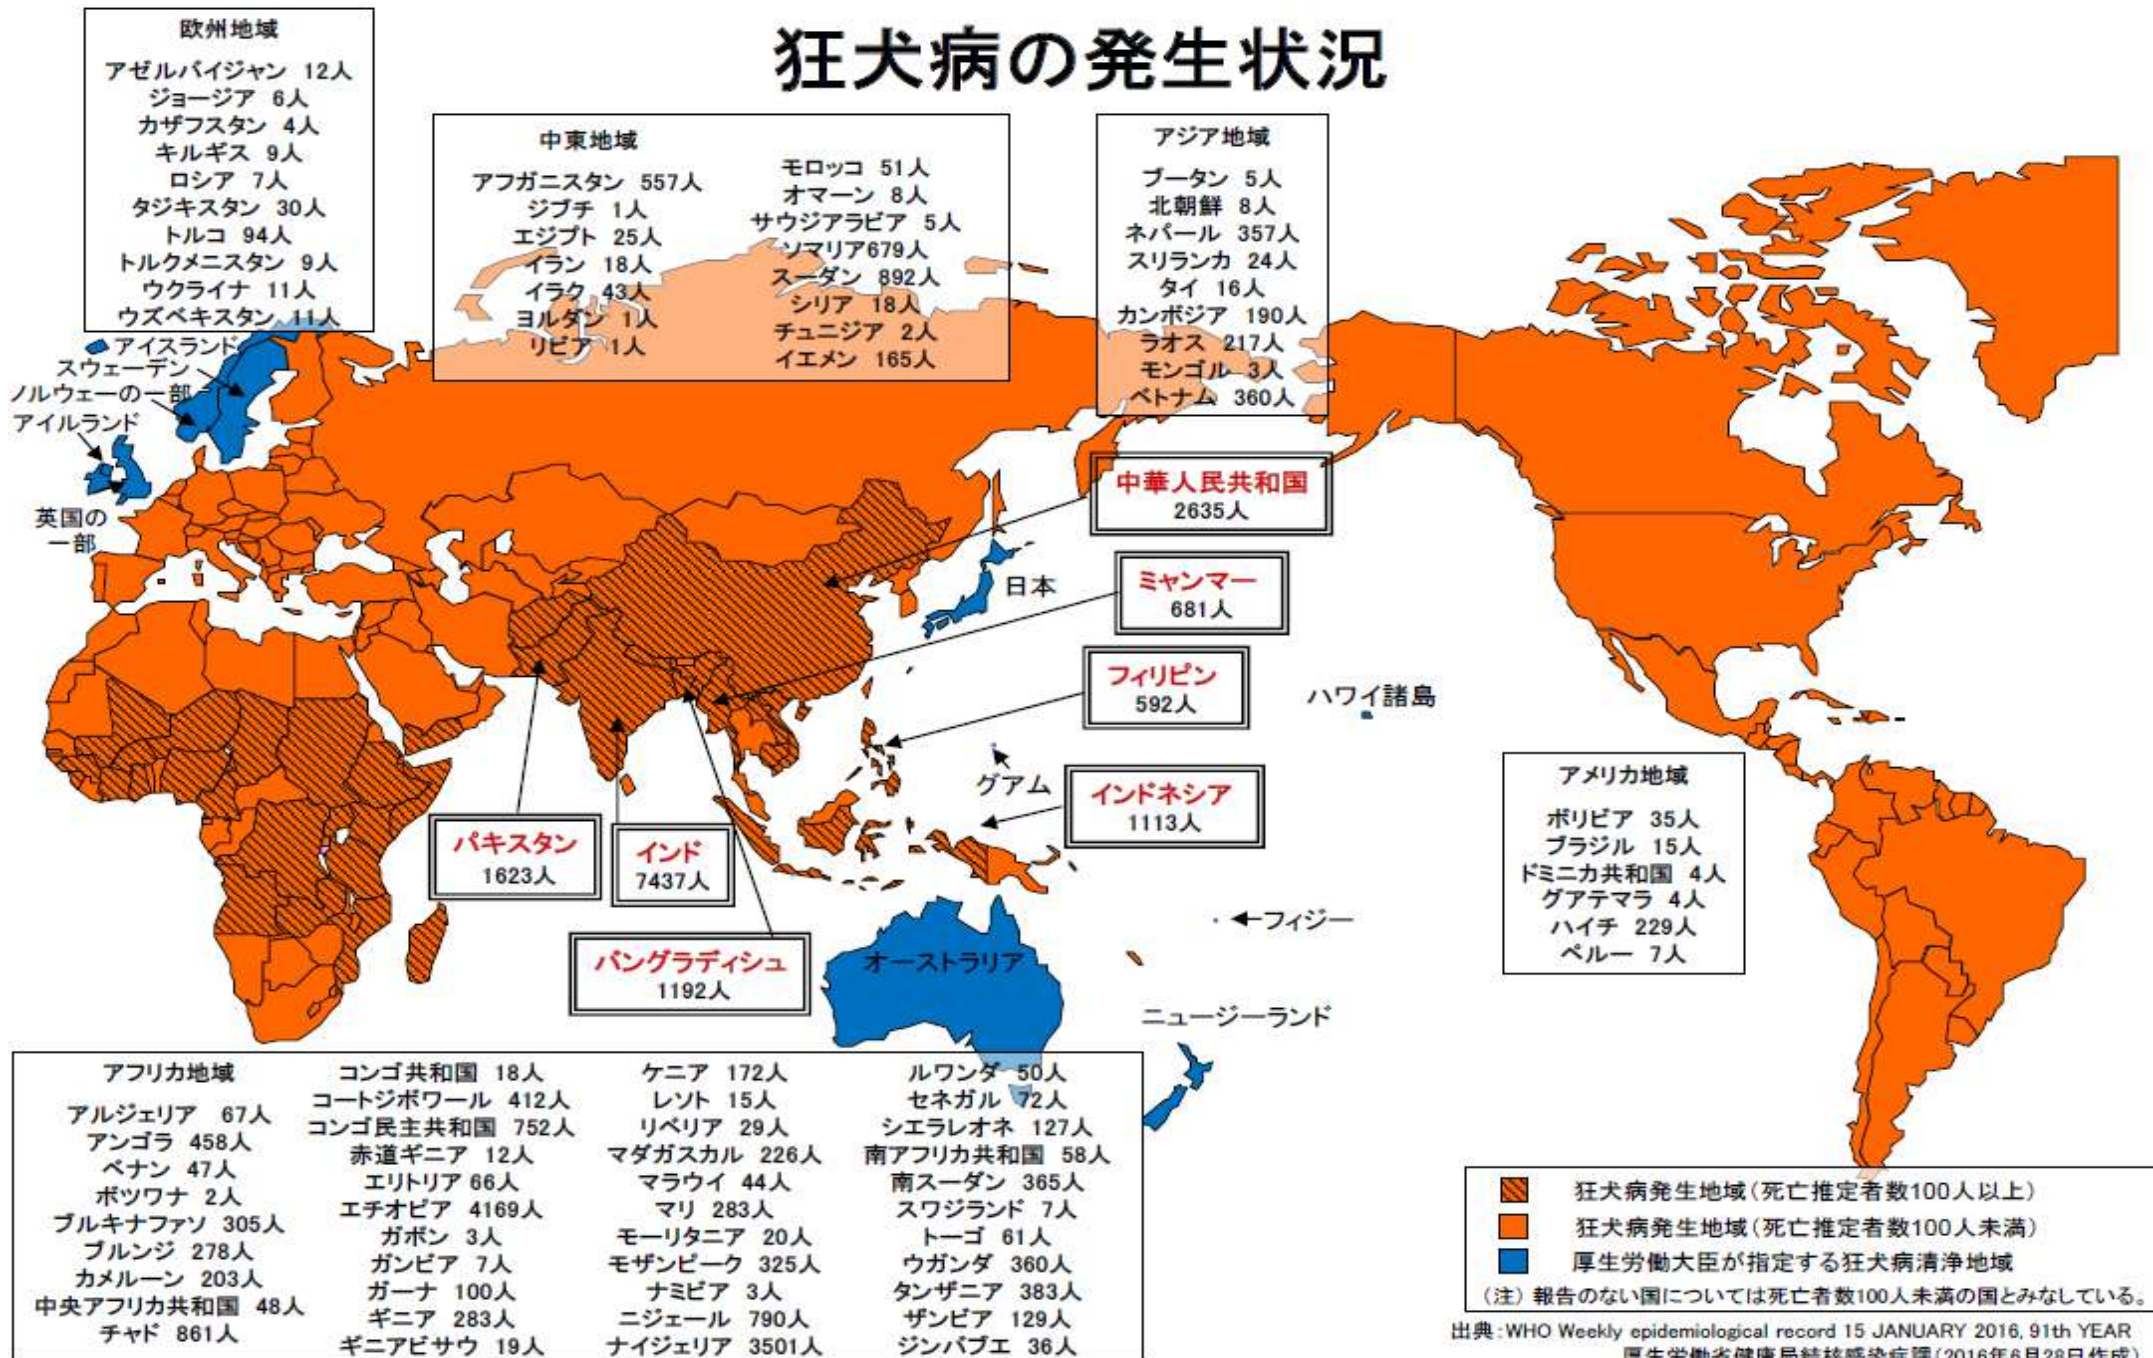 狂犬病の発生状況
欧州地域
アゼルバイジャン 12人
ジョージア 6人
カザフスタン 4人
キルギス 9人
ロシア 7人
タジキスタン 30人
トルコ 94人
トルクメニスタン 9人
ウクライナ 11人
ウズベキスタン 11人
中東地域
アフガニスタン 557人
ジブチ 1人
エジプト 25人
イラン 18人
イラク 43人
ヨルダン 1人
リビア 1人
モロッコ 51人
オマーン 8人
サウジアラビア 5人
ソマリア679人
スーダン 892人
シリア 18人
チュニジア 2人
イエメン 165人
アジア地域
ブータン 5人
北朝鮮 8人
ネパール 357人
スリランカ 24人
タイ 16人
カンボジア 190人
ラオス 217人
モンゴル 3人
ベトナム 360人
アイスランド
スウェーデン
ノルウェーの一部
アイルランド
英国の
一部
中華人民共和国
2635人
日本
ミャンマー
681人
フィリピン
592人
ハワイ諸島
グアム
インドネシア
1113人
パキスタン
1623人
インド
7437人
バングラディシュ
1192人
フィジー
オーストラリア
ニュージーランド
アメリカ地域
ボリビア 35人
ブラジル 15人
ドミニカ共和国 4人
グアテマラ 4人
ハイチ 229人
ペルー 7人
アフリカ地域
アルジェリア 67人
アンゴラ 458人
ベナン 47人
ボツワナ 2人
ブルキナファソ 305人
ブルンジ 278人
カメルーン 203人
中央アフリカ共和国 48人
チャド 861人
コンゴ共和国 18人
コートジボワール 412人
コンゴ民主共和国 752人
赤道ギニア 12人
エリトリア 66人
エチオピア 4169人
ガボン 3人
ガンビア 7人
ガーナ 100人
ギニア 283人
ギニアビサウ 19人
ケニア 172人
レソト 15人
リベリア 29人
マダガスカル 226人
マラウイ 44人
マリ 283人
モーリタニア 20人
モザンビーク 325人
ナミビア 3人
ニジェール 790人
ナイジェリア 3501人
ルワンダ 50人
セネガル 72人
シエラレオネ 127人
南アフリカ共和国 58人
南スーダン 365人
スワジランド 7人
トーゴ 61人
ウガンダ 360人
タンザニア 383人
ザンビア 129人
ジンバブエ 36人
狂犬病発生地域(死亡推定者数100人以上)
狂犬病発生地域(死亡推定者数100人未満)
厚生労働大臣が指定する狂犬病清浄地域
(注) 報告のない国については死亡者数100人未満の国とみなしている。
出典:WHO Weekly epidemiological record 15 JANUARY 2016, 91th YEAR
厚生労働省健康局結核感染症課(2016年6月28日作成)